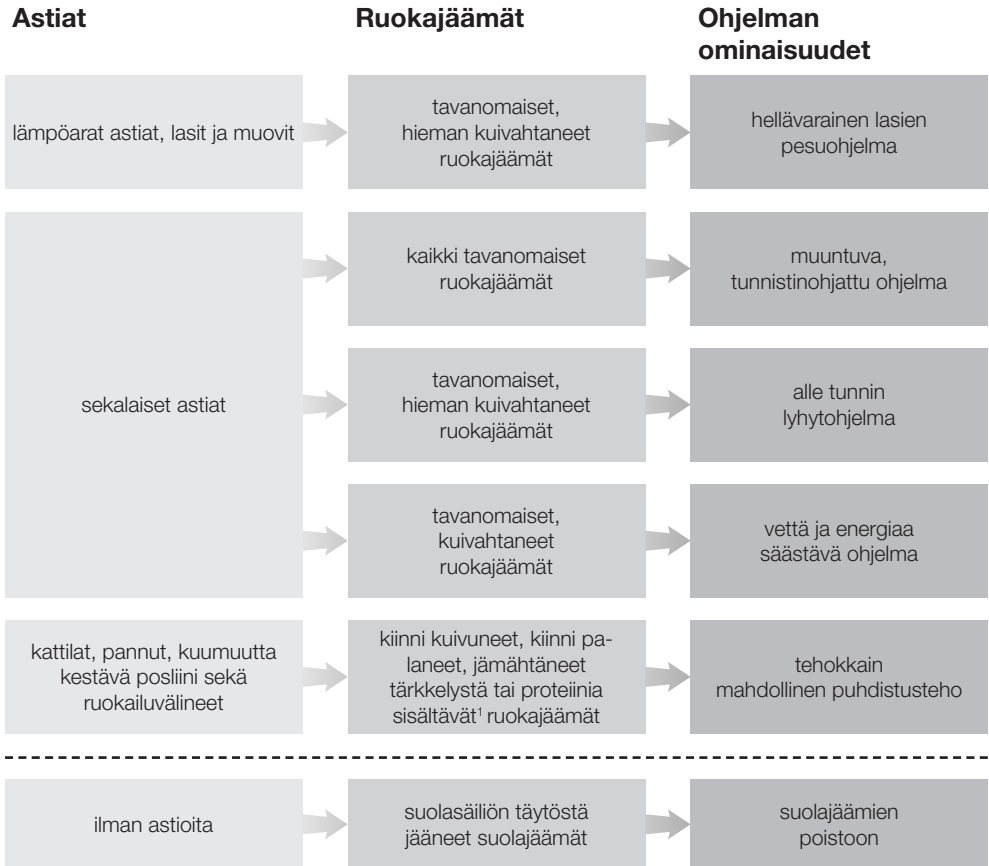 Astiat
Ruokajäämät
Ohjelman
ominaisuudet
lämpöarat astiat, lasit ja muovit
tavanomaiset,
hieman kuivahtaneet
ruokajäämät
hellävarainen lasien
pesuohjelma
sekalaiset astiat
kaikki tavanomaiset
ruokajäämät
muuntuva,
tunnistinohjattu ohjelma
tavanomaiset,
hieman kuivahtaneet
ruokajäämät
alle tunnin
lyhytohjelma
tavanomaiset,
kuivahtaneet
ruokajäämät
vettä ja energiaa
säästävä ohjelma
kattilat, pannut, kuumuutta
kestävä posliini sekä
ruokailuvälineet
kiinni kuivuneet, kiinni pa-
laneet, jämähtäneet
tärkkelystä tai proteiinia
sisältävät¹ ruokajäämät
tehokkain
mahdollinen puhdistusteho
ilman astioita
suolasäiliön täytöstä
jääneet suolajäämät
suolajäämien
poistoon